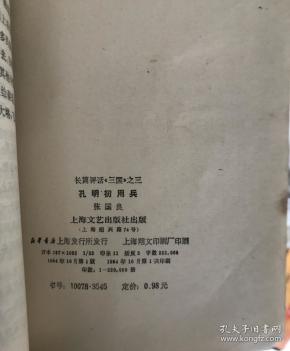 长篇评话《三国》之三
孔明初用兵
张国良
上海文艺出版社出版
(上海绍兴路74号)
新华书店上海发行所发行 上海翔文印刷厂印刷
1984年10月第1版 1984年10月第1次印刷
书号:10078·3545 定价:0.98元
孔夫子旧书网